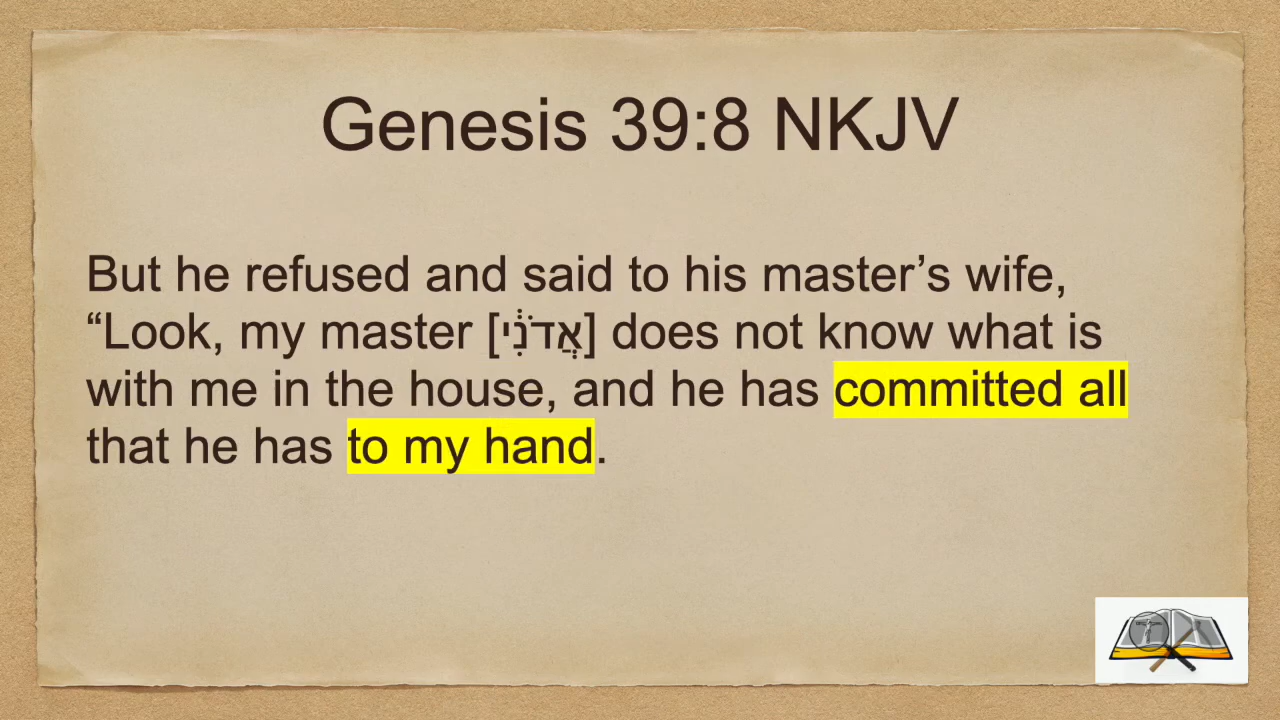 Genesis 39:8 NKJV
But he refused and said to his master’s wife,
“Look, my master [אֲדֹנִ֔י] does not know what is
with me in the house, and he has committed all
that he has to my hand.